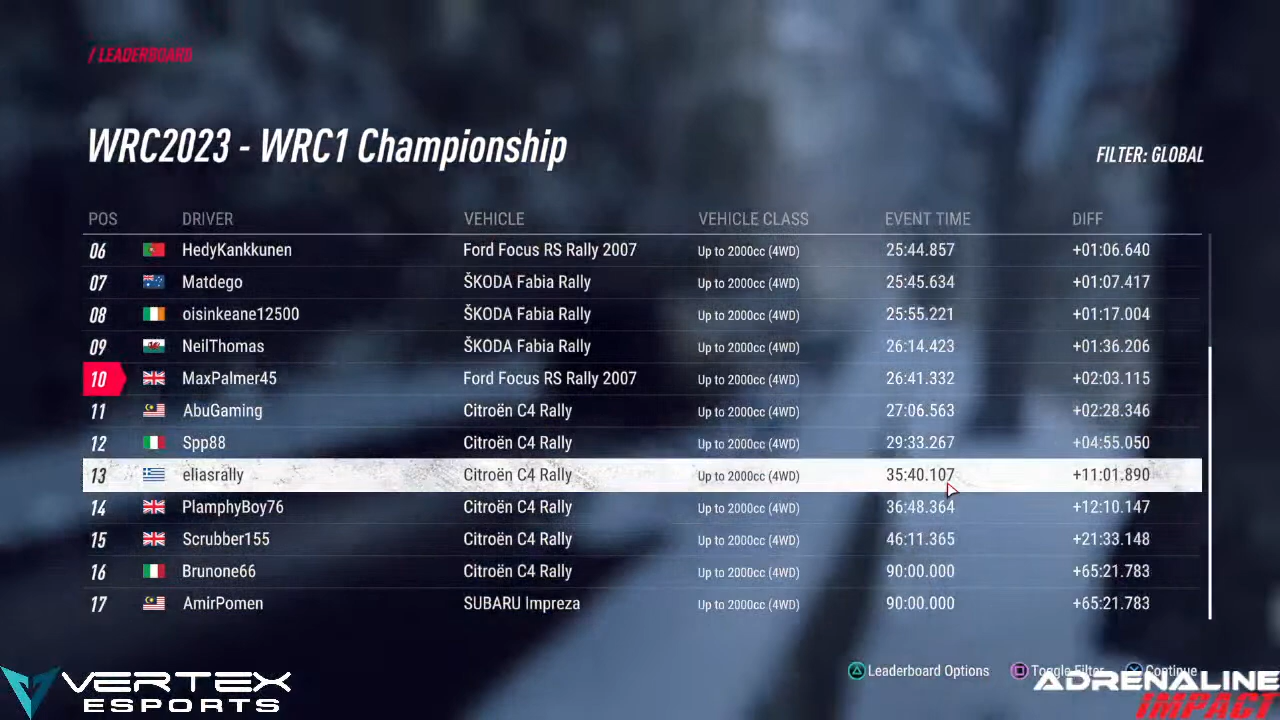 / LEADERBOARD
WRC2023 - WRC1 Championship
FILTER: GLOBAL
POS DRIVER VEHICLE VEHICLE CLASS EVENT TIME DIFF
06 HedyKankkunen Ford Focus RS Rally 2007 Up to 2000cc (4WD) 25:44.857 +01:06.640
07 Matdego ŠKODA Fabia Rally Up to 2000cc (4WD) 25:45.634 +01:07.417
08 oisinkeane12500 ŠKODA Fabia Rally Up to 2000cc (4WD) 25:55.221 +01:17.004
09 NeilThomas ŠKODA Fabia Rally Up to 2000cc (4WD) 26:14.423 +01:36.206
10 MaxPalmer45 Ford Focus RS Rally 2007 Up to 2000cc (4WD) 26:41.332 +02:03.115
11 AbuGaming Citroën C4 Rally Up to 2000cc (4WD) 27:06.563 +02:28.346
12 Spp88 Citroën C4 Rally Up to 2000cc (4WD) 29:33.267 +04:55.050
13 eliasrally Citroën C4 Rally Up to 2000cc (4WD) 35:40.107 +11:01.890
14 PlamphyBoy76 Citroën C4 Rally Up to 2000cc (4WD) 36:48.364 +12:10.147
15 Scrubber155 Citroën C4 Rally Up to 2000cc (4WD) 46:11.365 +21:33.148
16 Brunone66 Citroën C4 Rally Up to 2000cc (4WD) 90:00.000 +65:21.783
17 AmirPomen SUBARU Impreza Up to 2000cc (4WD) 90:00.000 +65:21.783
Leaderboard Options Toggle Filter Continue
VERTEX
ESPORTS
ADRENALINE
IMPACT